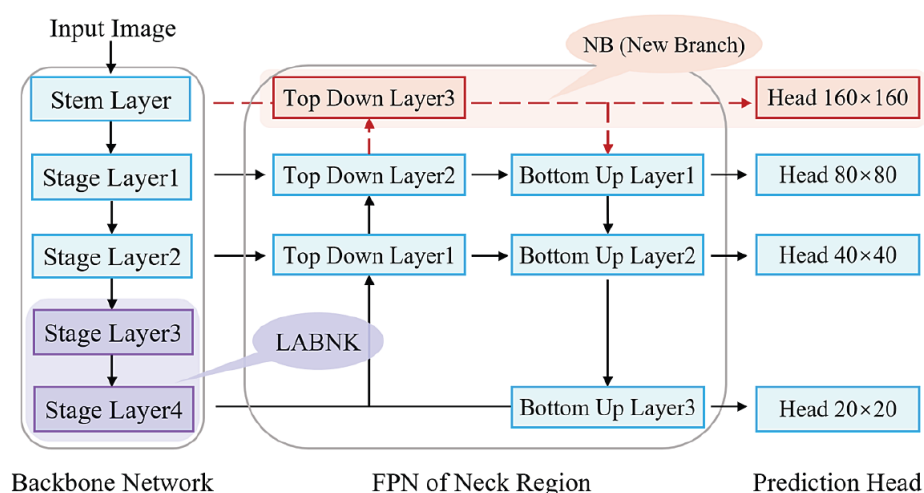 Input Image
NB (New Branch)
Stem Layer
Top Down Layer3
Head 160×160
Stage Layer1
Top Down Layer2
Bottom Up Layer1
Head 80×80
Stage Layer2
Top Down Layer1
Bottom Up Layer2
Head 40×40
Stage Layer3
LABNK
Stage Layer4
Bottom Up Layer3
Head 20×20
Backbone Network
FPN of Neck Region
Prediction Head